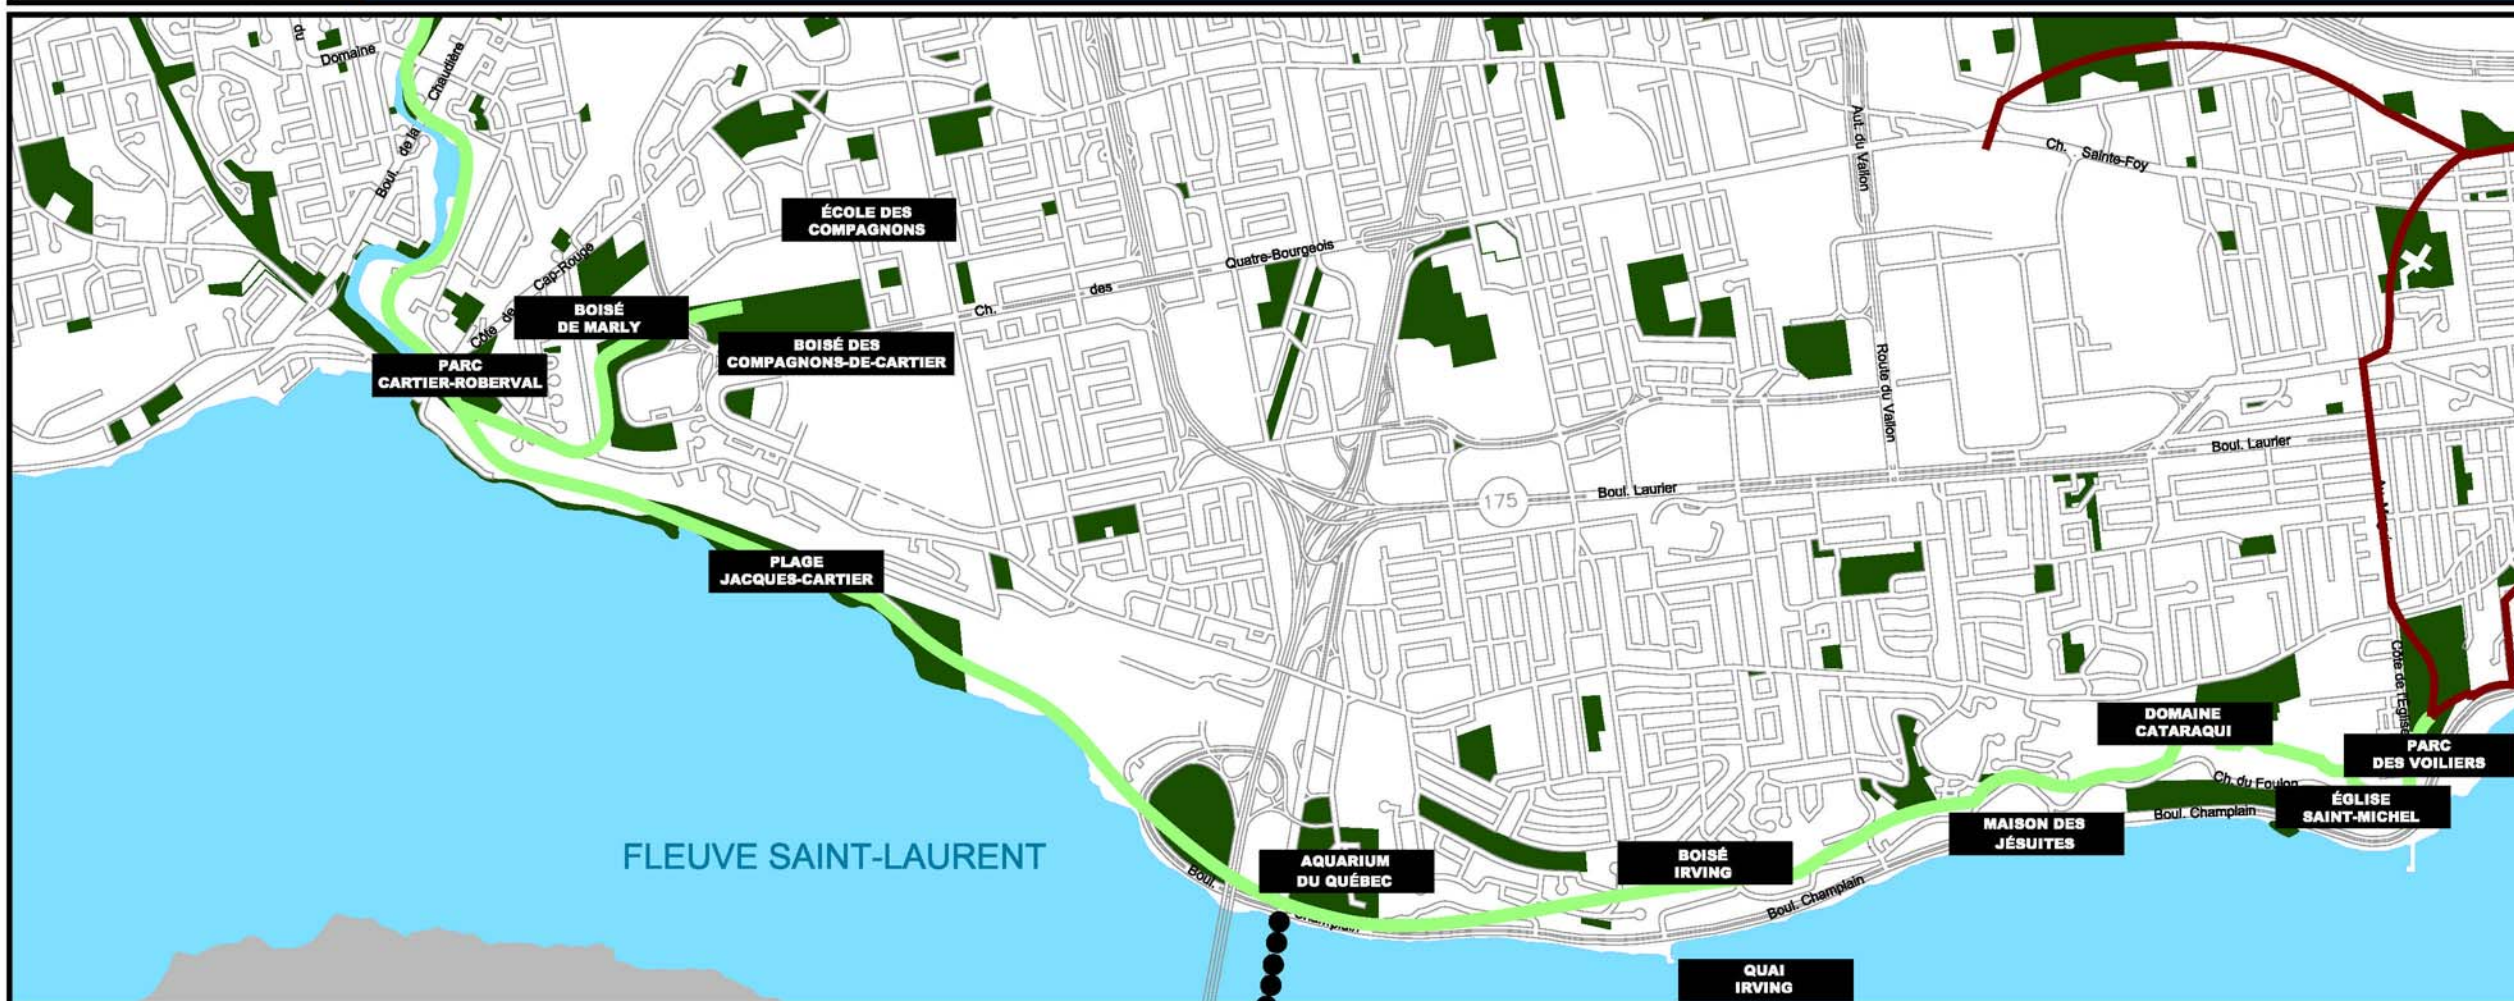 du
Domaine
Chaudière
de la
Boul.
Aut. du Vallon
Ch. Sainte-Foy
ÉCOLE DES
COMPAGNONS
Côte de Cap-Rouge
Ch. des Quatre-Bourgeois
BOISÉ
DE MARLY
BOISÉ DES
COMPAGNONS-DE-CARTIER
PARC
CARTIER-ROBERVAL
Route du Vallon
Boul. Laurier
175
Boul. Laurier
PLAGE
JACQUES-CARTIER
Côte de l'Église
DOMAINE
CATARAQUI
PARC
DES VOILIERS
Ch. du Foulon
ÉGLISE
SAINT-MICHEL
Boul. Champlain
MAISON DES
JÉSUITES
FLEUVE SAINT-LAURENT
AQUARIUM
DU QUÉBEC
BOISÉ
IRVING
Boul. Champlain
Boul. Champlain
QUAI
IRVING